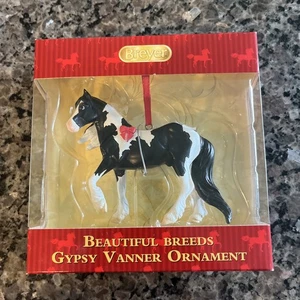 Breyer
BEAUTIFUL BREEDS
GYPSY VANNER ORNAMENT